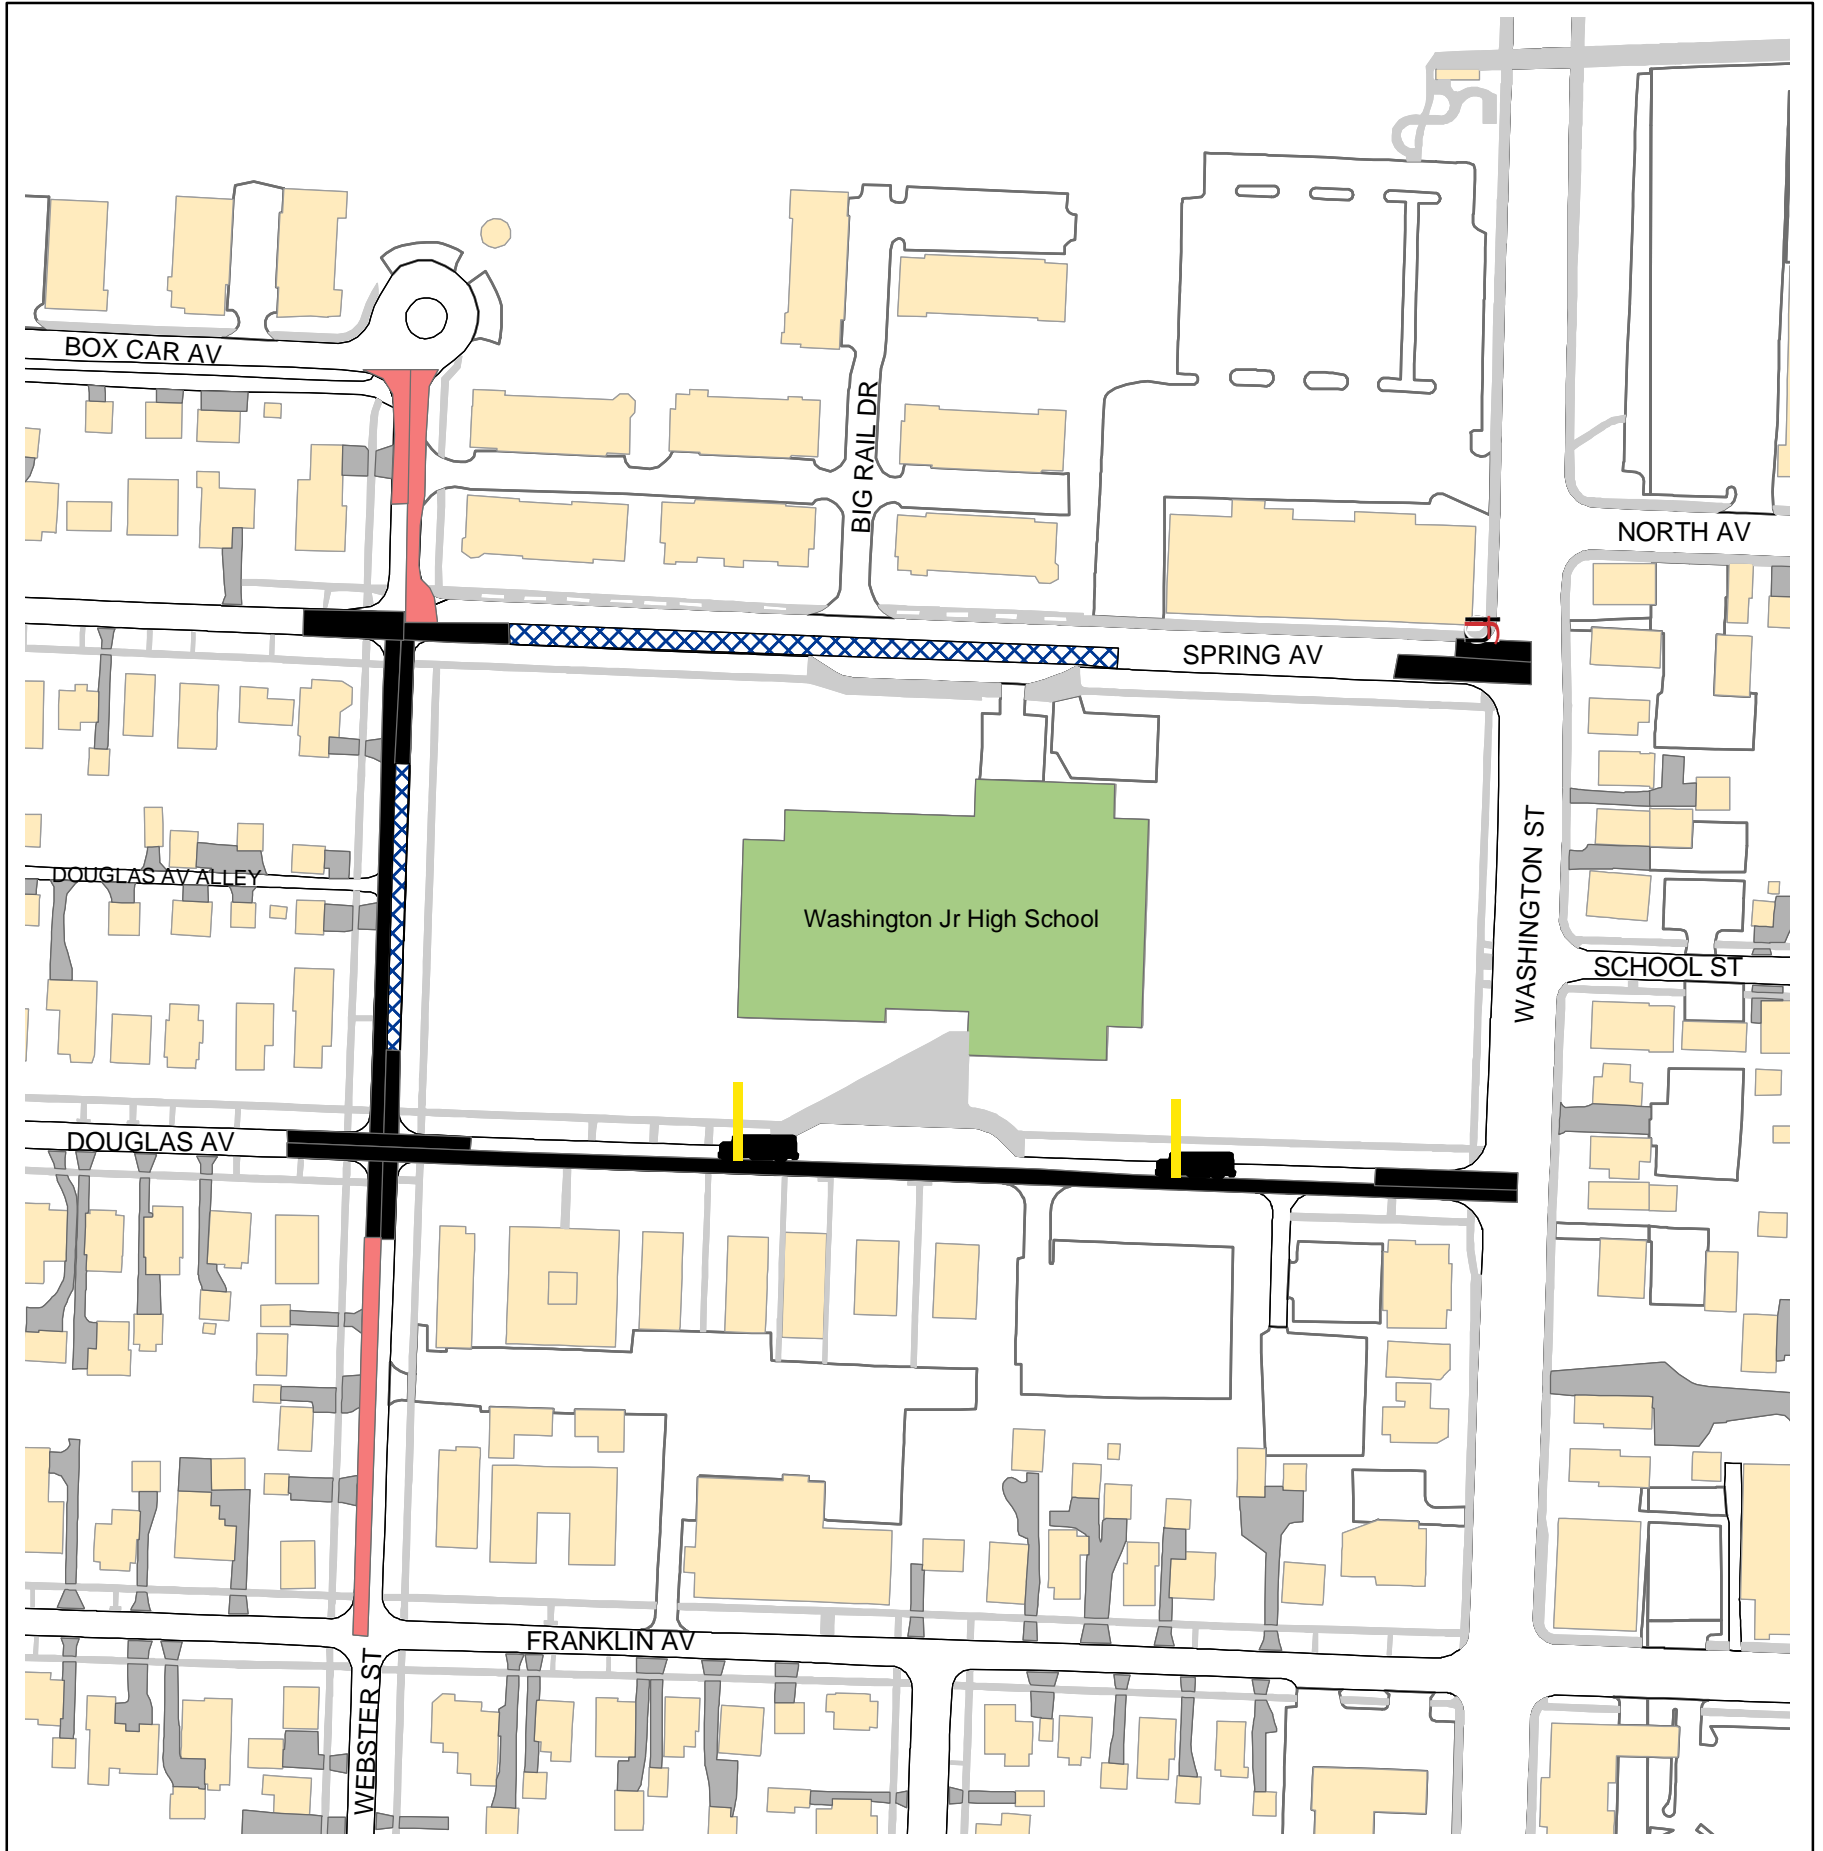 BOX CAR AV
BIG RAIL DR
NORTH AV
SPRING AV
DOUGLAS AV ALLEY
Washington Jr High School
WASHINGTON ST
SCHOOL ST
DOUGLAS AV
FRANKLIN AV
WEBSTER ST